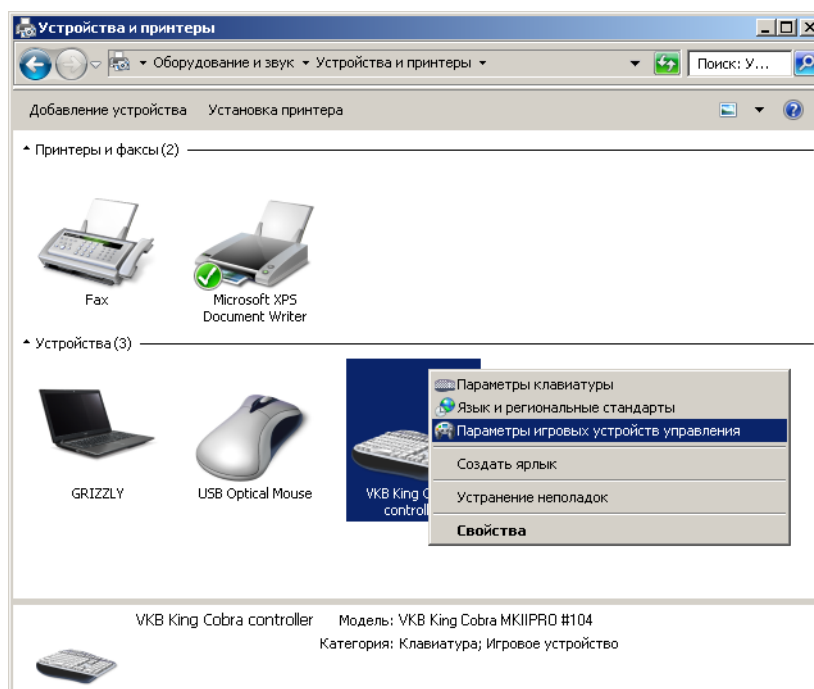 Устройства и принтеры
Оборудование и звук Устройства и принтеры
Поиск: У...
Добавление устройства Установка принтера
Принтеры и факсы (2)
Fax
Microsoft XPS
Document Writer
Устройства (3)
Параметры клавиатуры
Язык и региональные стандарты
Параметры игровых устройств управления
Создать ярлык
Устранение неполадок
Свойства
GRIZZLY
USB Optical Mouse
VKB King
VKB King Cobra controller
Модель: VKB King Cobra MKIIPRO #104
Категория: Клавиатура; Игровое устройство